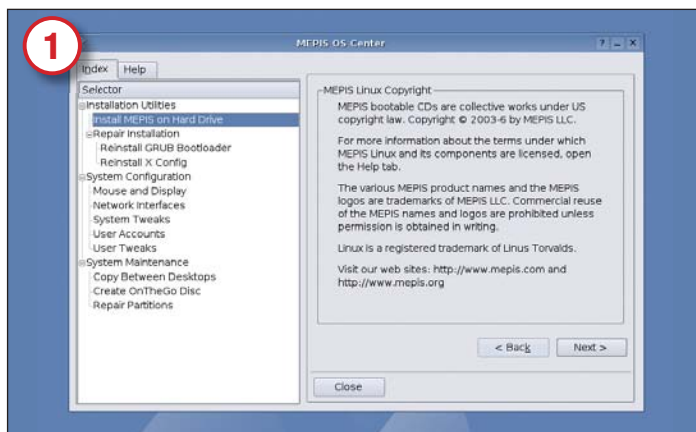 1
MEPIS OS Center
Index Help
Selector
Installation Utilities
Install MEPIS on Hard Drive
Repair Installation
Reinstall GRUB Bootloader
Reinstall X Config
System Configuration
Mouse and Display
Network Interfaces
System Tweaks
User Accounts
User Tweaks
System Maintenance
Copy Between Desktops
Create OnTheGo Disc
Repair Partitions
MEPIS Linux Copyright
MEPIS bootable CDs are collective works under US
copyright law. Copyright © 2003-6 by MEPIS LLC.
For more information about the terms under which
MEPIS Linux and its components are licensed, open
the Help tab.
The various MEPIS product names and the MEPIS
logos are trademarks of MEPIS LLC. Commercial reuse
of the MEPIS names and logos are prohibited unless
permission is obtained in writing.
Linux is a registered trademark of Linus Torvalds.
Visit our web sites: http://www.mepis.com and
http://www.mepis.org
< Back Next >
Close